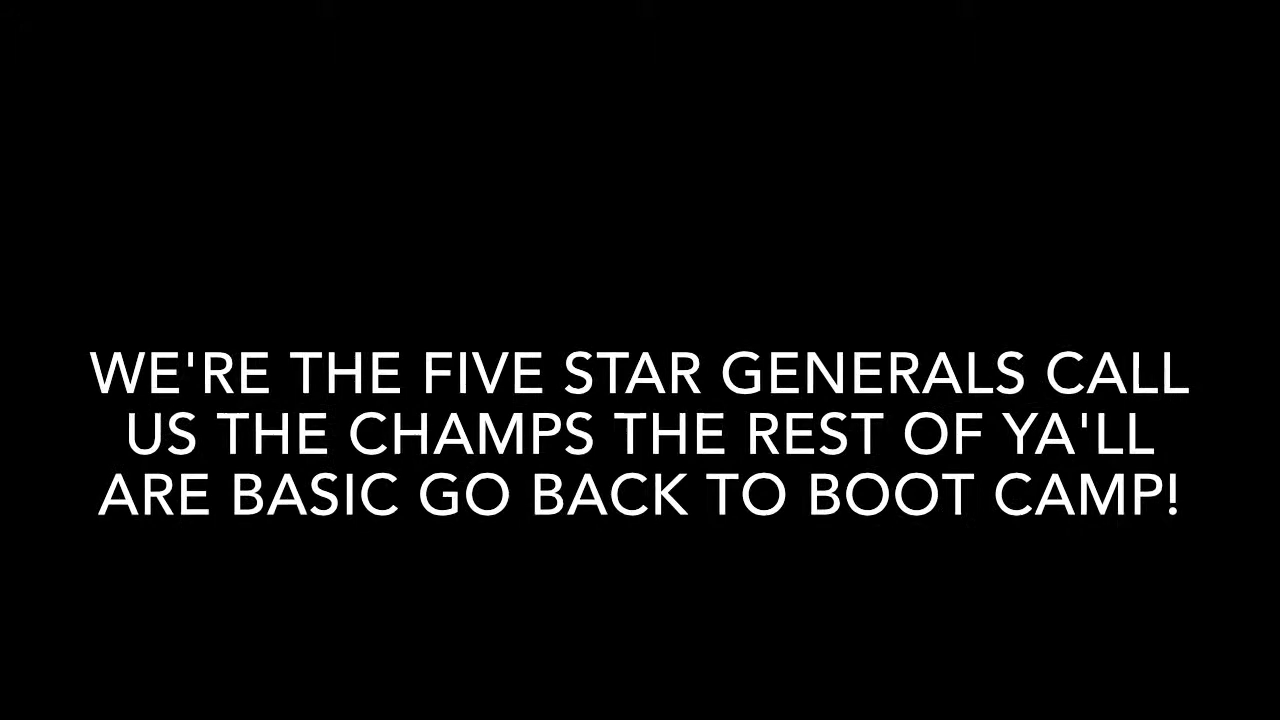 WE'RE THE FIVE STAR GENERALS CALL
US THE CHAMPS THE REST OF YA'LL
ARE BASIC GO BACK TO BOOT CAMP!